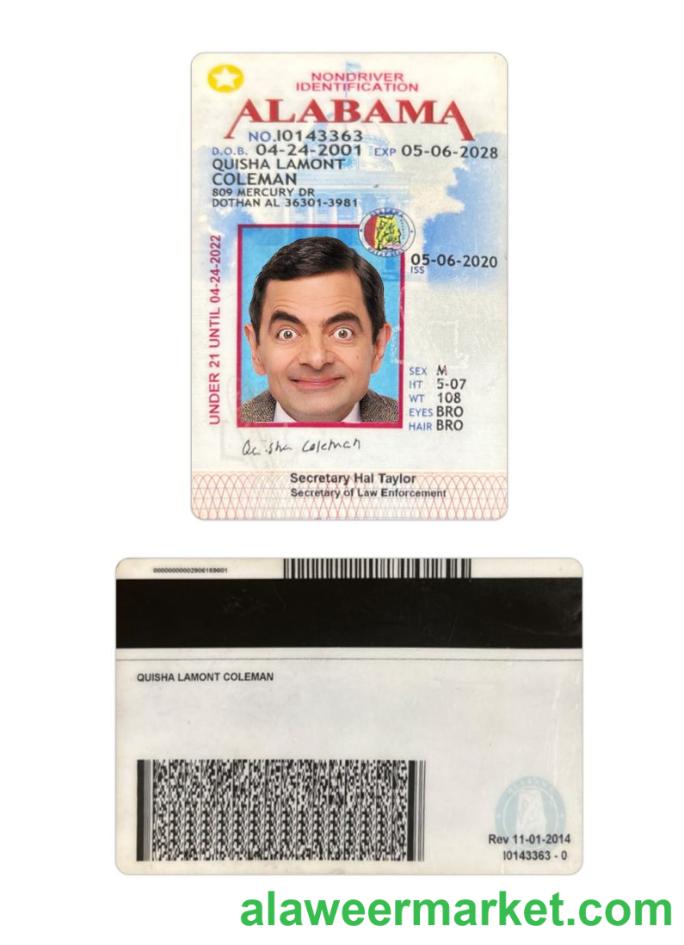 NONDRIVER
IDENTIFICATION
ALABAMA
NO.I0143363
D.O.B. 04-24-2001 EXP 05-06-2028
QUISHA LAMONT
COLEMAN
809 MERCURY DR
DOTHAN AL 36301-3981
UNDER 21 UNTIL 04-24-2022
05-06-2020
ISS
SEX M
HT 5-07
WT 108
EYES BRO
HAIR BRO
Quisha Coleman
Secretary Hal Taylor
Secretary of Law Enforcement
QUISHA LAMONT COLEMAN
Rev 11-01-2014
I0143363 - 0
alaweermarket.com